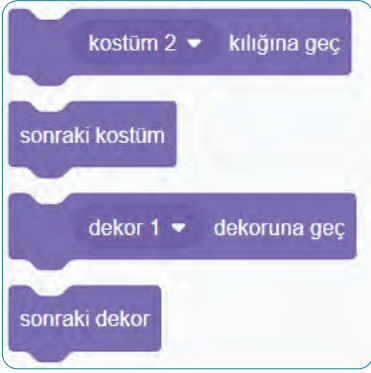 kostüm 2 kılığına geç
sonraki kostüm
dekor 1 dekoruna geç
sonraki dekor